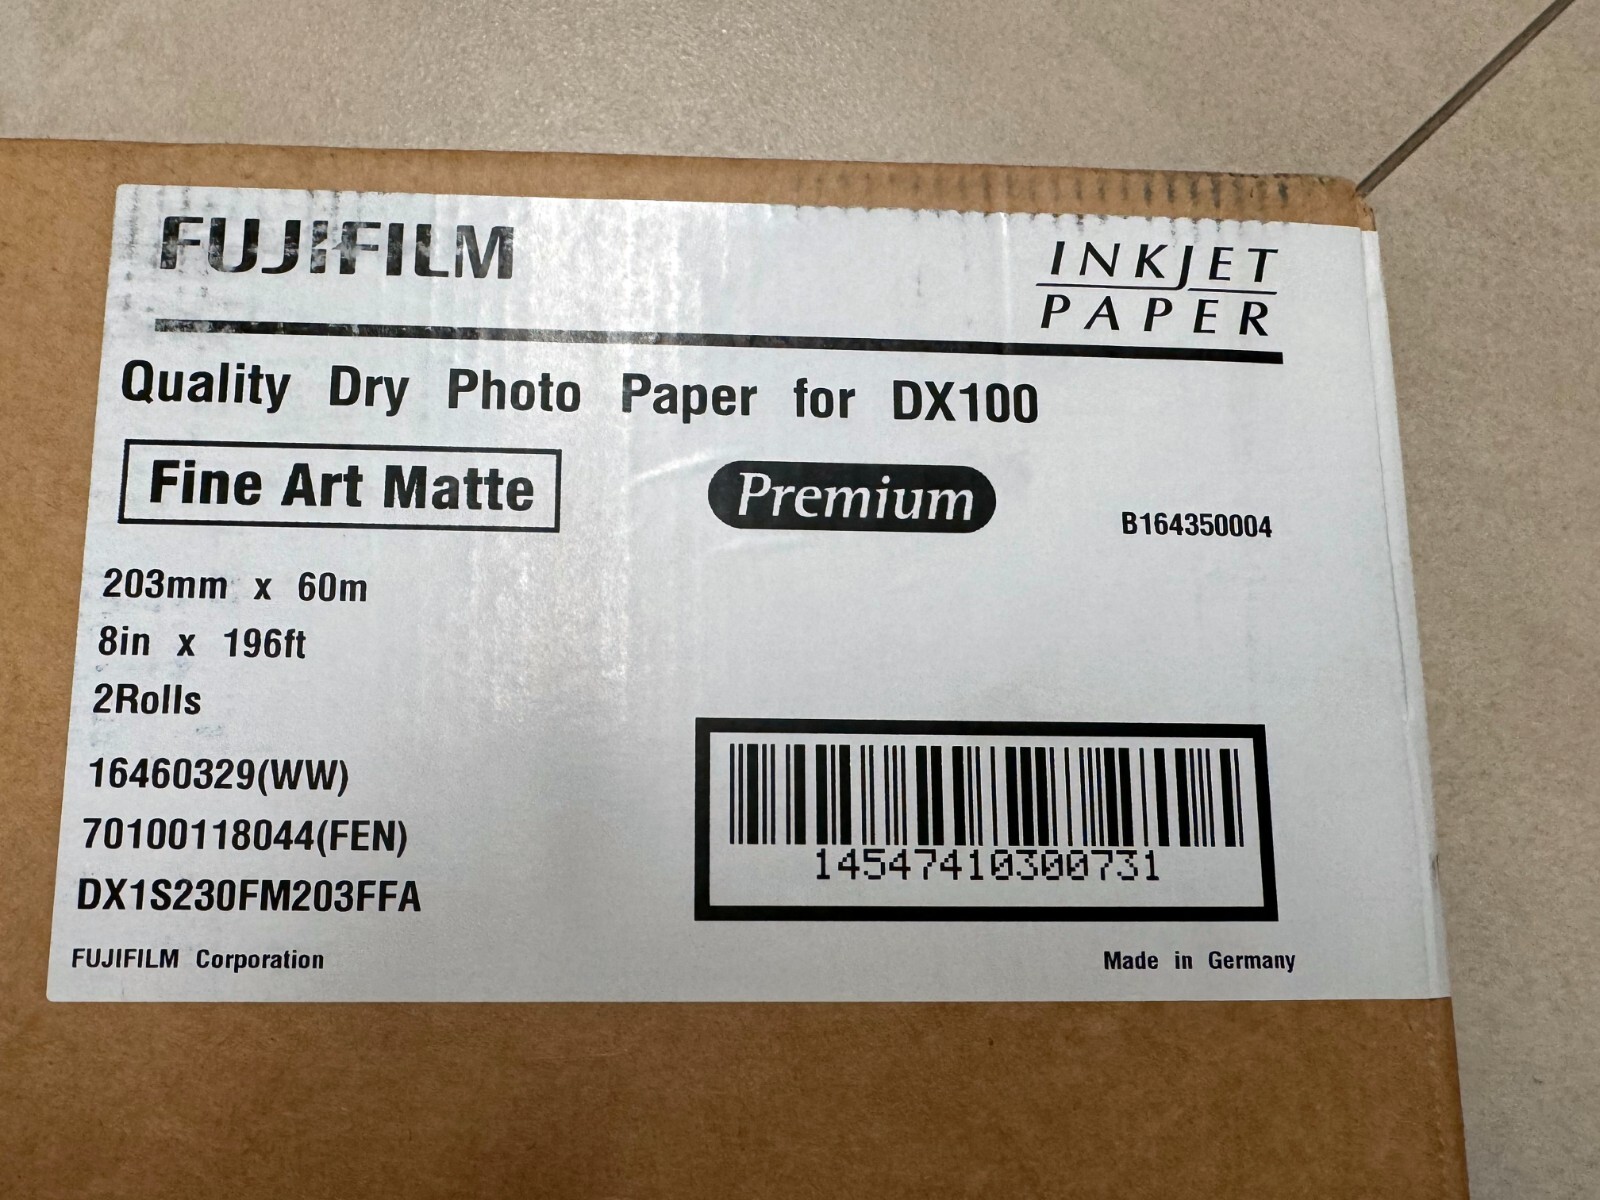 FUJIFILM
INKJET
PAPER
Quality Dry Photo Paper for DX100
Fine Art Matte
Premium
B164350004
203mm x 60m
8in x 196ft
2Rolls
16460329(WW)
70100118044(FEN)
DX1S230FM203FFA
14547410300731
FUJIFILM Corporation
Made in Germany